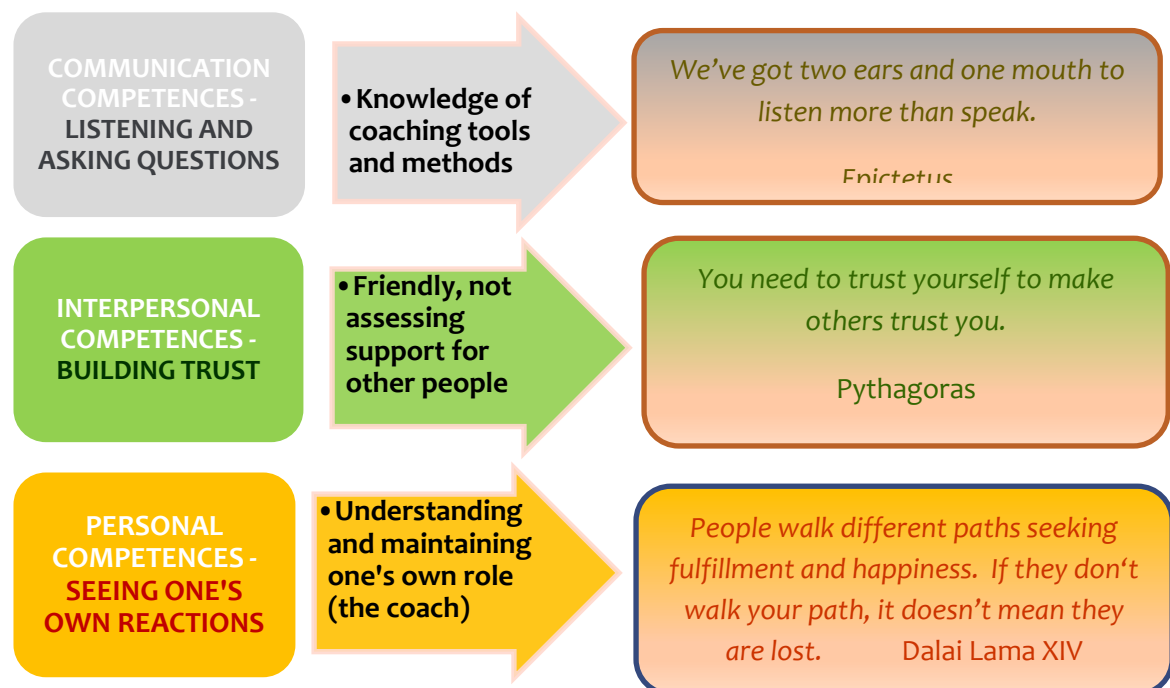 COMMUNICATION
COMPETENCES -
LISTENING AND
ASKING QUESTIONS
•Knowledge of
coaching tools
and methods
We’ve got two ears and one mouth to
listen more than speak.
Epictetus
INTERPERSONAL
COMPETENCES -
BUILDING TRUST
•Friendly, not
assessing
support for
other people
You need to trust yourself to make
others trust you.
Pythagoras
PERSONAL
COMPETENCES -
SEEING ONE'S
OWN REACTIONS
•Understanding
and maintaining
one's own role
(the coach)
People walk different paths seeking
fulfillment and happiness.  If they don‘t
walk your path, it doesn’t mean they
are lost. Dalai Lama XIV